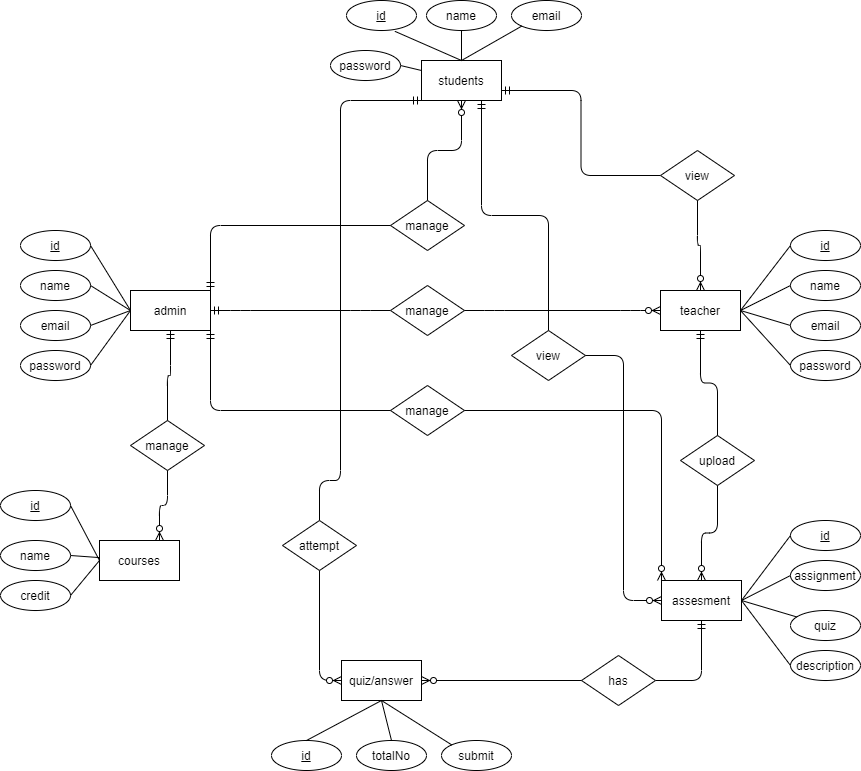 id
name
email
password
students
view
manage
id
name
email
password
admin
manage
teacher
id
name
email
password
view
manage
manage
upload
id
name
credit
courses
attempt
assesment
id
assignment
quiz
description
quiz/answer
has
id
totalNo
submit